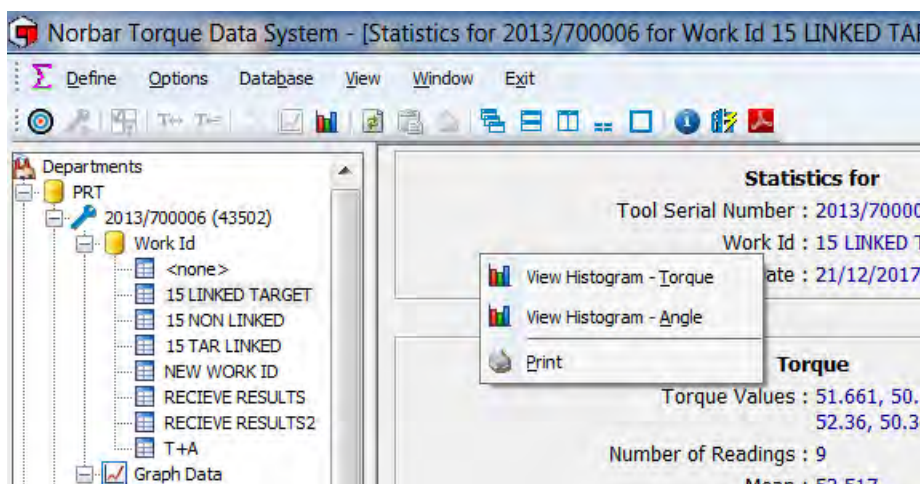 Norbar Torque Data System - [Statistics for 2013/700006 for Work Id 15 LINKED
Define Options Database View Window Exit
Departments
PRT
2013/700006 (43502)
Work Id
<none>
15 LINKED TARGET
15 NON LINKED
15 TAR LINKED
NEW WORK ID
RECIEVE RESULTS
RECIEVE RESULTS2
T+A
Graph Data
Statistics for
Tool Serial Number : 2013/70000
Work Id : 15 LINKED
: 21/12/2017
View Histogram - Torque
View Histogram - Angle
Print
Torque
Torque Values : 51.661, 50.
52.36, 50.3
Number of Readings : 9
Mean : 52.517